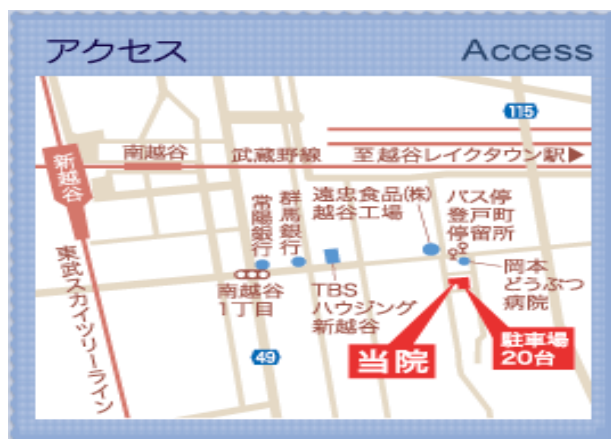 アクセス
Access
115
南越谷
武蔵野線
至越谷レイクタウン駅▶
新越谷
常陽銀行
群馬銀行
遠忠食品(株)
越谷工場
バス停
登戸町
停留所
東武スカイツリーライン
南越谷
1丁目
TBS
ハウジング
新越谷
岡本
どうぶつ
病院
49
当院
駐車場
20台